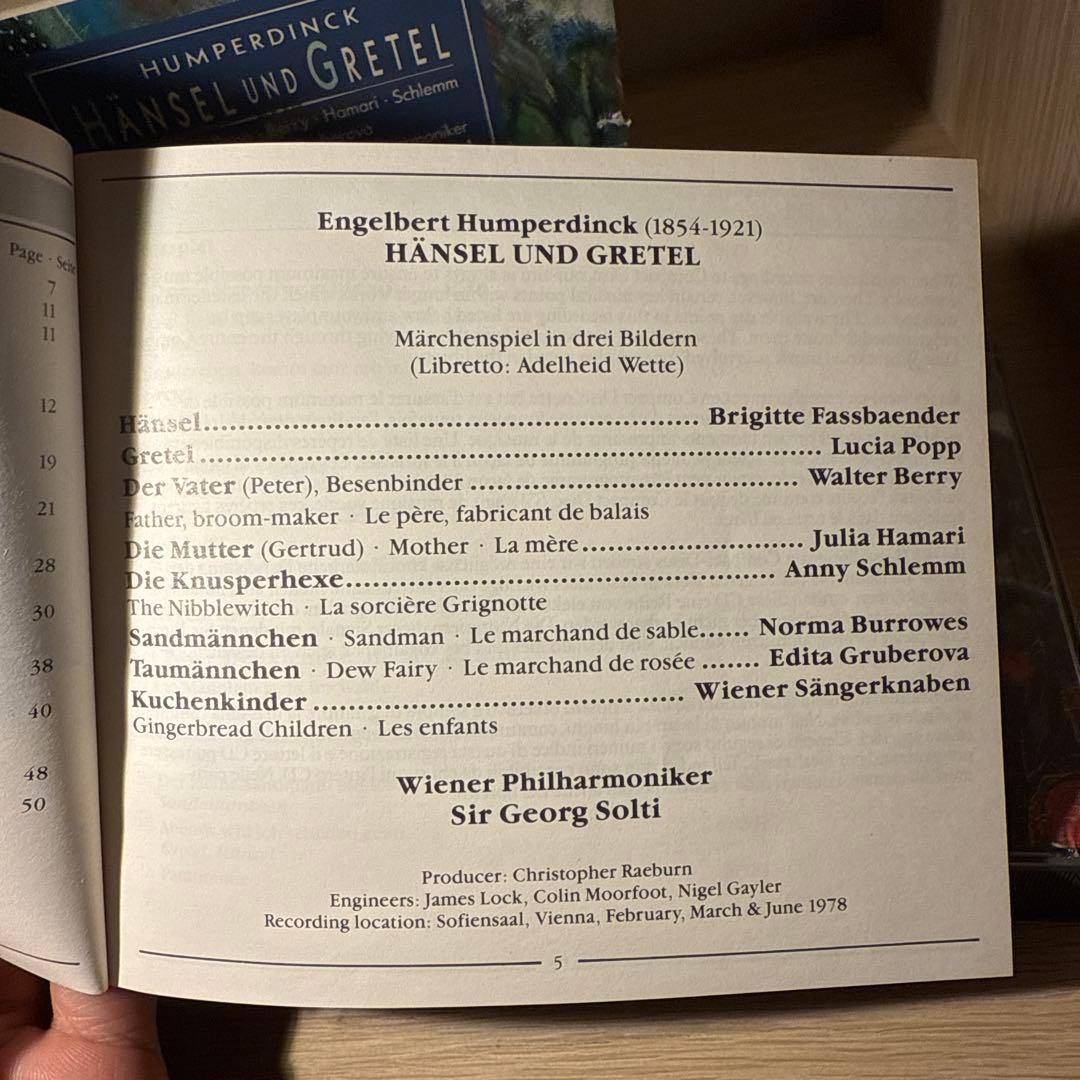 HUMPERDINCK
HÄNSEL UND GRETEL
Berry · Hamari · Schlemm
Page · Seite
7
11
11
12
19
21
28
30
38
40
48
50
Engelbert Humperdinck (1854-1921)
HÄNSEL UND GRETEL
Märchenspiel in drei Bildern
(Libretto: Adelheid Wette)
Hänsel.......................................................... Brigitte Fassbaender
Gretel........................................................................ Lucia Popp
Der Vater (Peter), Besenbinder ...................................... Walter Berry
Father, broom-maker · Le père, fabricant de balais
Die Mutter (Gertrud) · Mother · La mère.......................... Julia Hamari
Die Knusperhexe.................................................... Anny Schlemm
The Nibblewitch · La sorcière Grignotte
Sandmännchen · Sandman · Le marchand de sable...... Norma Burrowes
Taumännchen · Dew Fairy · Le marchand de rosée ....... Edita Gruberova
Kuchenkinder ............................................ Wiener Sängerknaben
Gingerbread Children · Les enfants
Wiener Philharmoniker
Sir Georg Solti
Producer: Christopher Raeburn
Engineers: James Lock, Colin Moorfoot, Nigel Gayler
Recording location: Sofiensaal, Vienna, February, March & June 1978
5